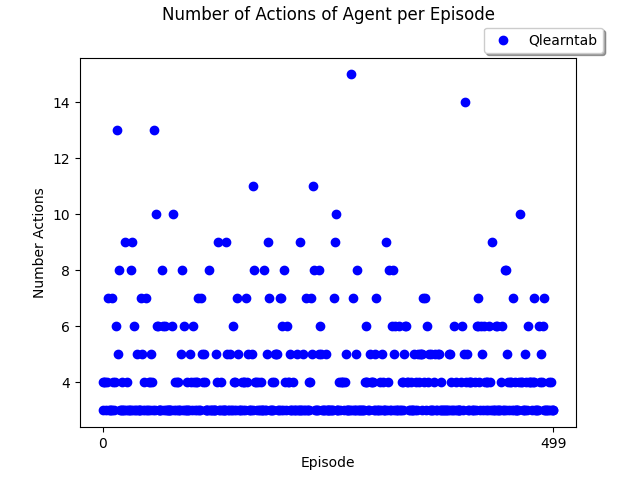 Number of Actions of Agent per Episode
Qlearntab
14
12
10
8
6
4
Number Actions
0
499
Episode